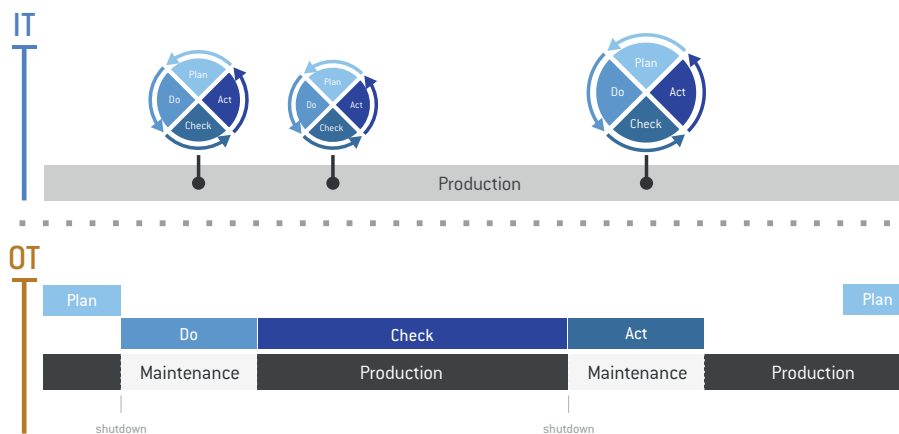 IT
Plan
Do
Act
Check
Plan
Do
Act
Check
Plan
Do
Act
Check
Production
OT
Plan
Plan
Do
Check
Act
Maintenance
Production
Maintenance
Production
shutdown
shutdown